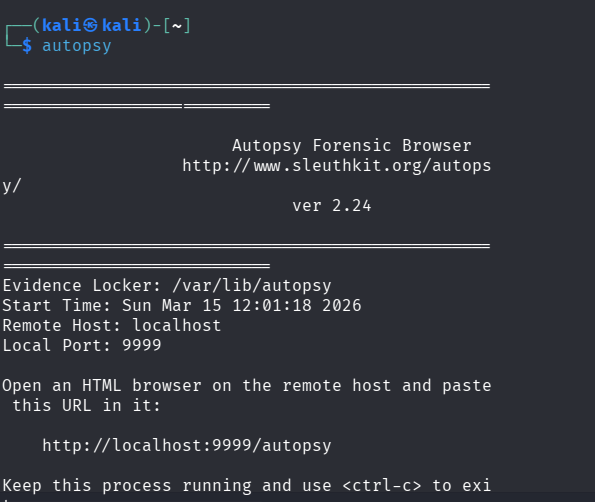 ┌──(kali㉿kali)-[~]
└─$ autopsy
=================================================
===========================
Autopsy Forensic Browser
http://www.sleuthkit.org/autops
y/
ver 2.24
=================================================
===========================
Evidence Locker: /var/lib/autopsy
Start Time: Sun Mar 15 12:01:18 2026
Remote Host: localhost
Local Port: 9999
Open an HTML browser on the remote host and paste
this URL in it:
http://localhost:9999/autopsy
Keep this process running and use <ctrl-c> to exi